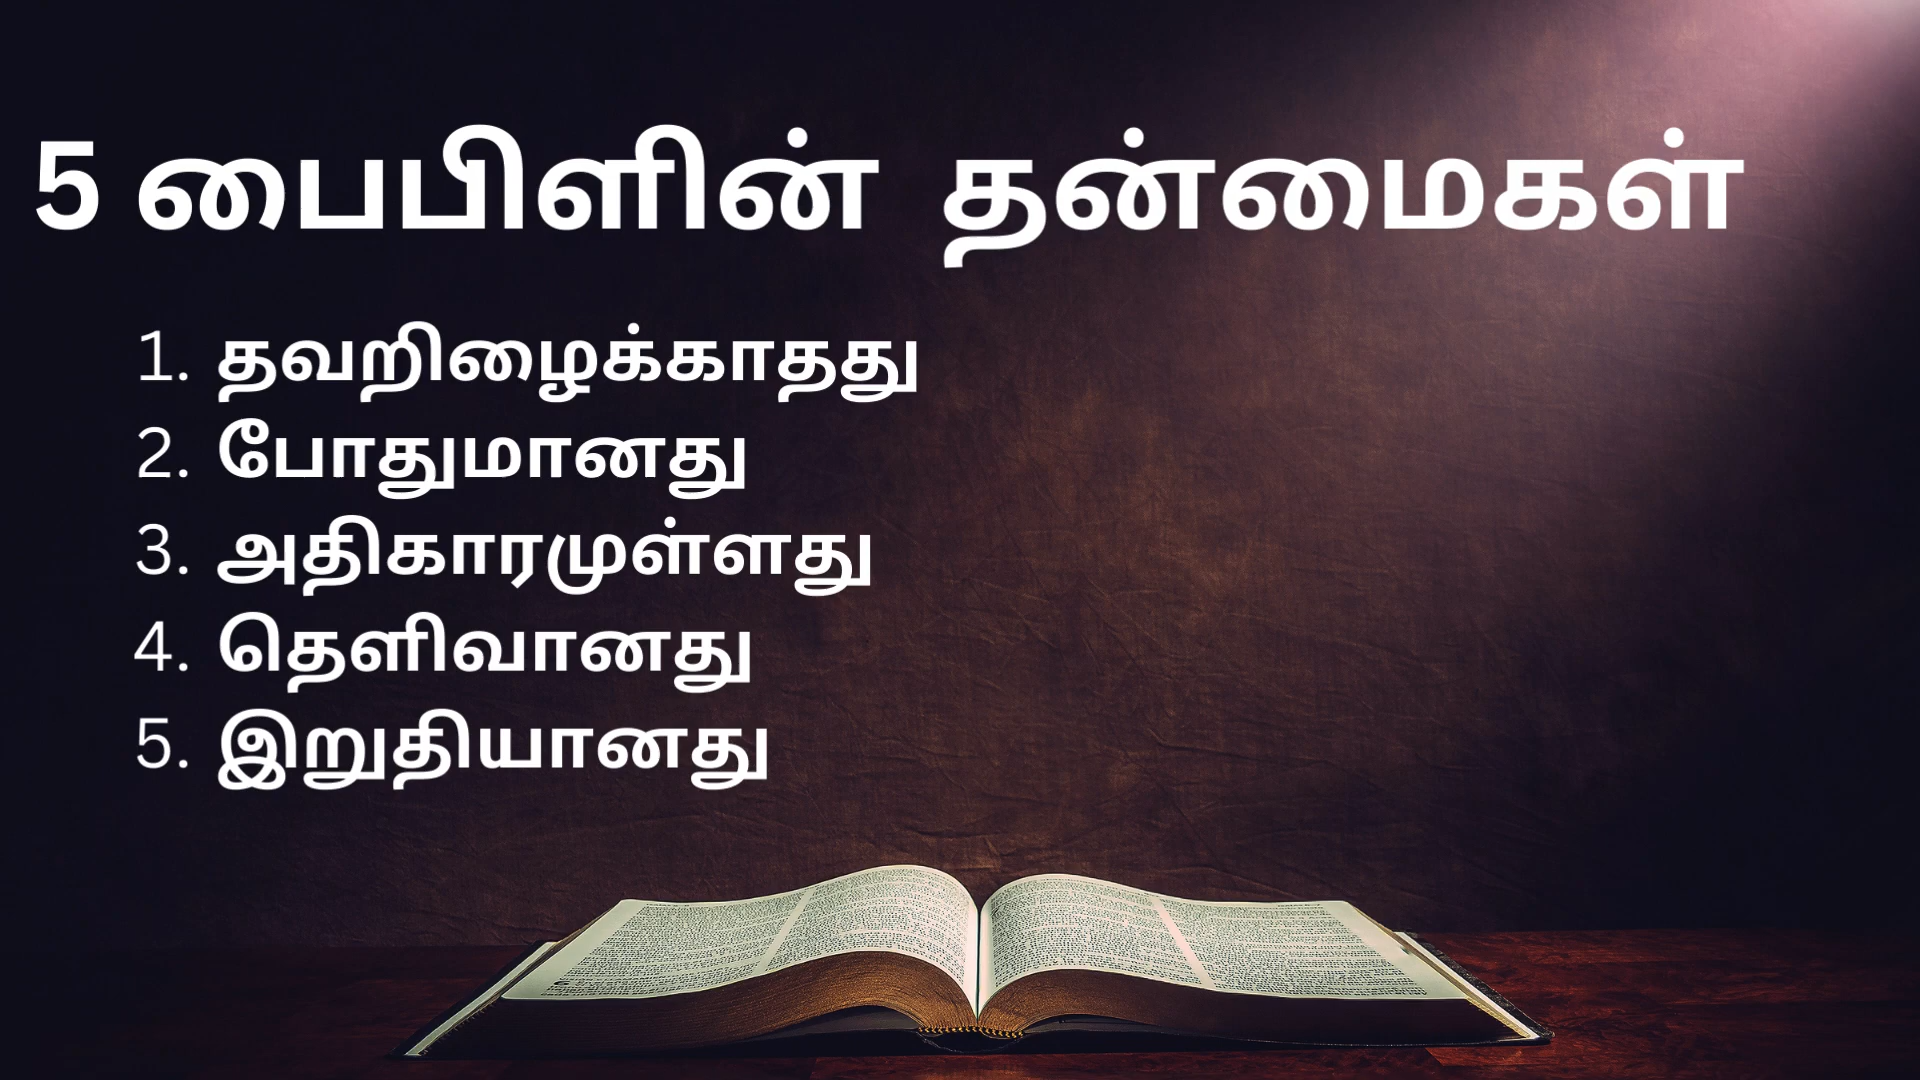 5 பைபிளின் தன்மைகள்
1. தவறிழைக்காதது
2. போதுமானது
3. அதிகாரமுள்ளது
4. தெளிவானது
5. இறுதியானது